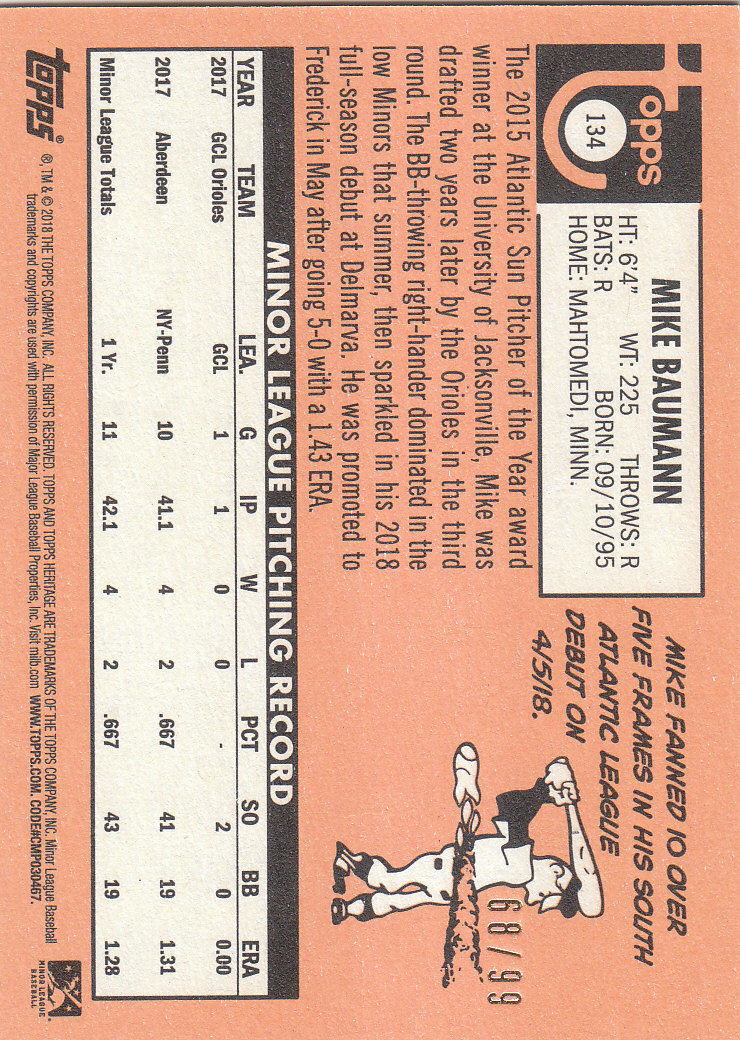 topps
134
MIKE BAUMANN
HT: 6'4" WT: 225 THROWS: R
BATS: R BORN: 09/10/95
HOME: MAHTOMEDI, MINN.
The 2015 Atlantic Sun Pitcher of the Year award
winner at the University of Jacksonville, Mike was
drafted two years later by the Orioles in the third
round. The BB-throwing right-hander dominated in the
low Minors that summer, then sparkled in his 2018
full-season debut at Delmarva. He was promoted to
Frederick in May after going 5-0 with a 1.43 ERA.
MIKE FANNED 10 OVER
FIVE FRAMES IN HIS SOUTH
ATLANTIC LEAGUE
DEBUT ON
4/5/18.
68/99
MINOR LEAGUE PITCHING RECORD
YEAR TEAM LEA. G IP W L PCT SO BB ERA
2017 GCL Orioles GCL 1 1 0 0 - 2 0 0.00
2017 Aberdeen NY-Penn 10 41.1 4 2 .667 41 19 1.31
Minor League Totals 1 Yr. 11 42.1 4 2 .667 43 19 1.28
topps®
®, TM & © 2018 THE TOPPS COMPANY, INC. ALL RIGHTS RESERVED. TOPPS AND TOPPS HERITAGE ARE TRADEMARKS OF THE TOPPS COMPANY, INC. Minor League Baseball
trademarks and copyrights are used with permission of Major League Baseball Properties, Inc. Visit milb.com WWW.TOPPS.COM. CODE#CMP030467.
MINOR LEAGUE
BASEBALL